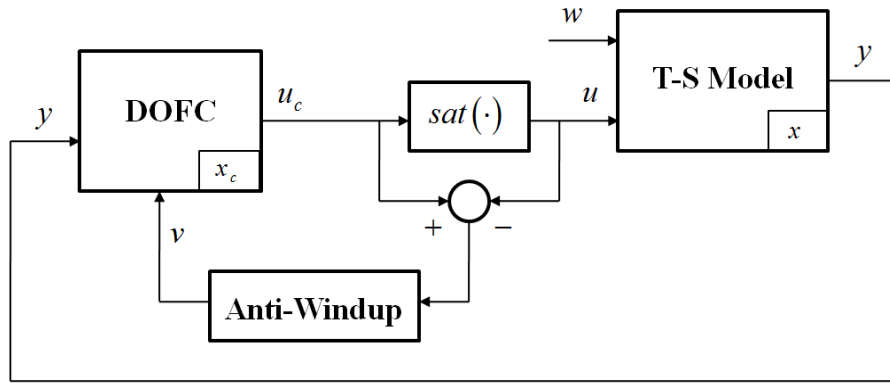 w
T-S Model
x
y
y
DOFC
x_c
u_c
sat(·)
u
+
−
v
Anti-Windup